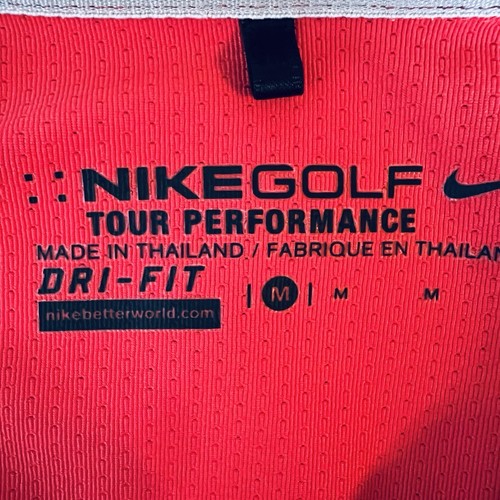 NIKEGOLF
TOUR PERFORMANCE
MADE IN THAILAND / FABRIQUE EN THAILAN
DRI-FIT
| M | M M
nikebetterworld.com